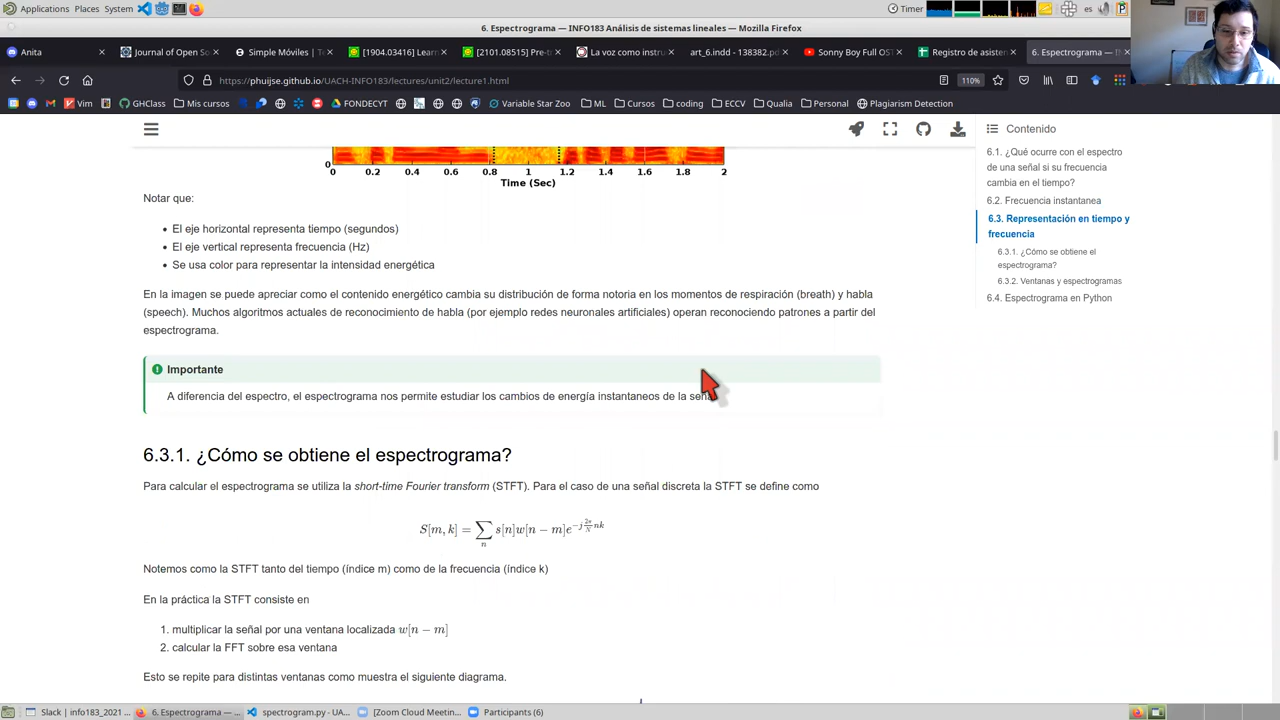 Applications Places System
Timer
es
6. Espectrograma — INFO183 Análisis de sistemas lineales — Mozilla Firefox
Anita
Journal of Open So
Simple Móviles | T
[1904.03416] Lear
[2101.08515] Pre-t
La voz como instru
art_6.indd - 138382.pd
Sonny Boy Full OST
Registro de asisten
6. Espectrograma — I
https://phuijse.github.io/UACH-INFO183/lectures/unit2/lecture1.html
110%
Vim
GHClass
Mis cursos
FONDECYT
Variable Star Zoo
ML
Cursos
coding
ECCV
Qualia
Personal
Plagiarism Detection
0
0 0.2 0.4 0.6 0.8 1 1.2 1.4 1.6 1.8 2
Time (Sec)
Notar que:
• El eje horizontal representa tiempo (segundos)
• El eje vertical representa frecuencia (Hz)
• Se usa color para representar la intensidad energética
En la imagen se puede apreciar como el contenido energético cambia su distribución de forma notoria en los momentos de respiración (breath) y habla
(speech). Muchos algoritmos actuales de reconocimiento de habla (por ejemplo redes neuronales artificiales) operan reconociendo patrones a partir del
espectrograma.
Importante
A diferencia del espectro, el espectrograma nos permite estudiar los cambios de energía instantaneos de la señ
6.3.1. ¿Cómo se obtiene el espectrograma?
Para calcular el espectrograma se utiliza la short-time Fourier transform (STFT). Para el caso de una señal discreta la STFT se define como
S[m, k] = ∑_n s[n]w[n − m]e^{−j\frac{2π}{N}nk}
Notemos como la STFT tanto del tiempo (índice m) como de la frecuencia (índice k)
En la práctica la STFT consiste en
1. multiplicar la señal por una ventana localizada w[n − m]
2. calcular la FFT sobre esa ventana
Esto se repite para distintas ventanas como muestra el siguiente diagrama.
Contenido
6.1. ¿Qué ocurre con el espectro
de una señal si su frecuencia
cambia en el tiempo?
6.2. Frecuencia instantanea
6.3. Representación en tiempo y
frecuencia
6.3.1. ¿Cómo se obtiene el
espectrograma?
6.3.2. Ventanas y espectrogramas
6.4. Espectrograma en Python
Slack | info183_2021 ...
6. Espectrograma — ...
spectrogram.py - UA...
[Zoom Cloud Meetin...
Participants (6)